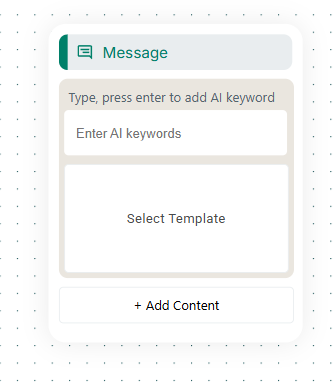 Message
Type, press enter to add AI keyword
Enter AI keywords
Select Template
+ Add Content